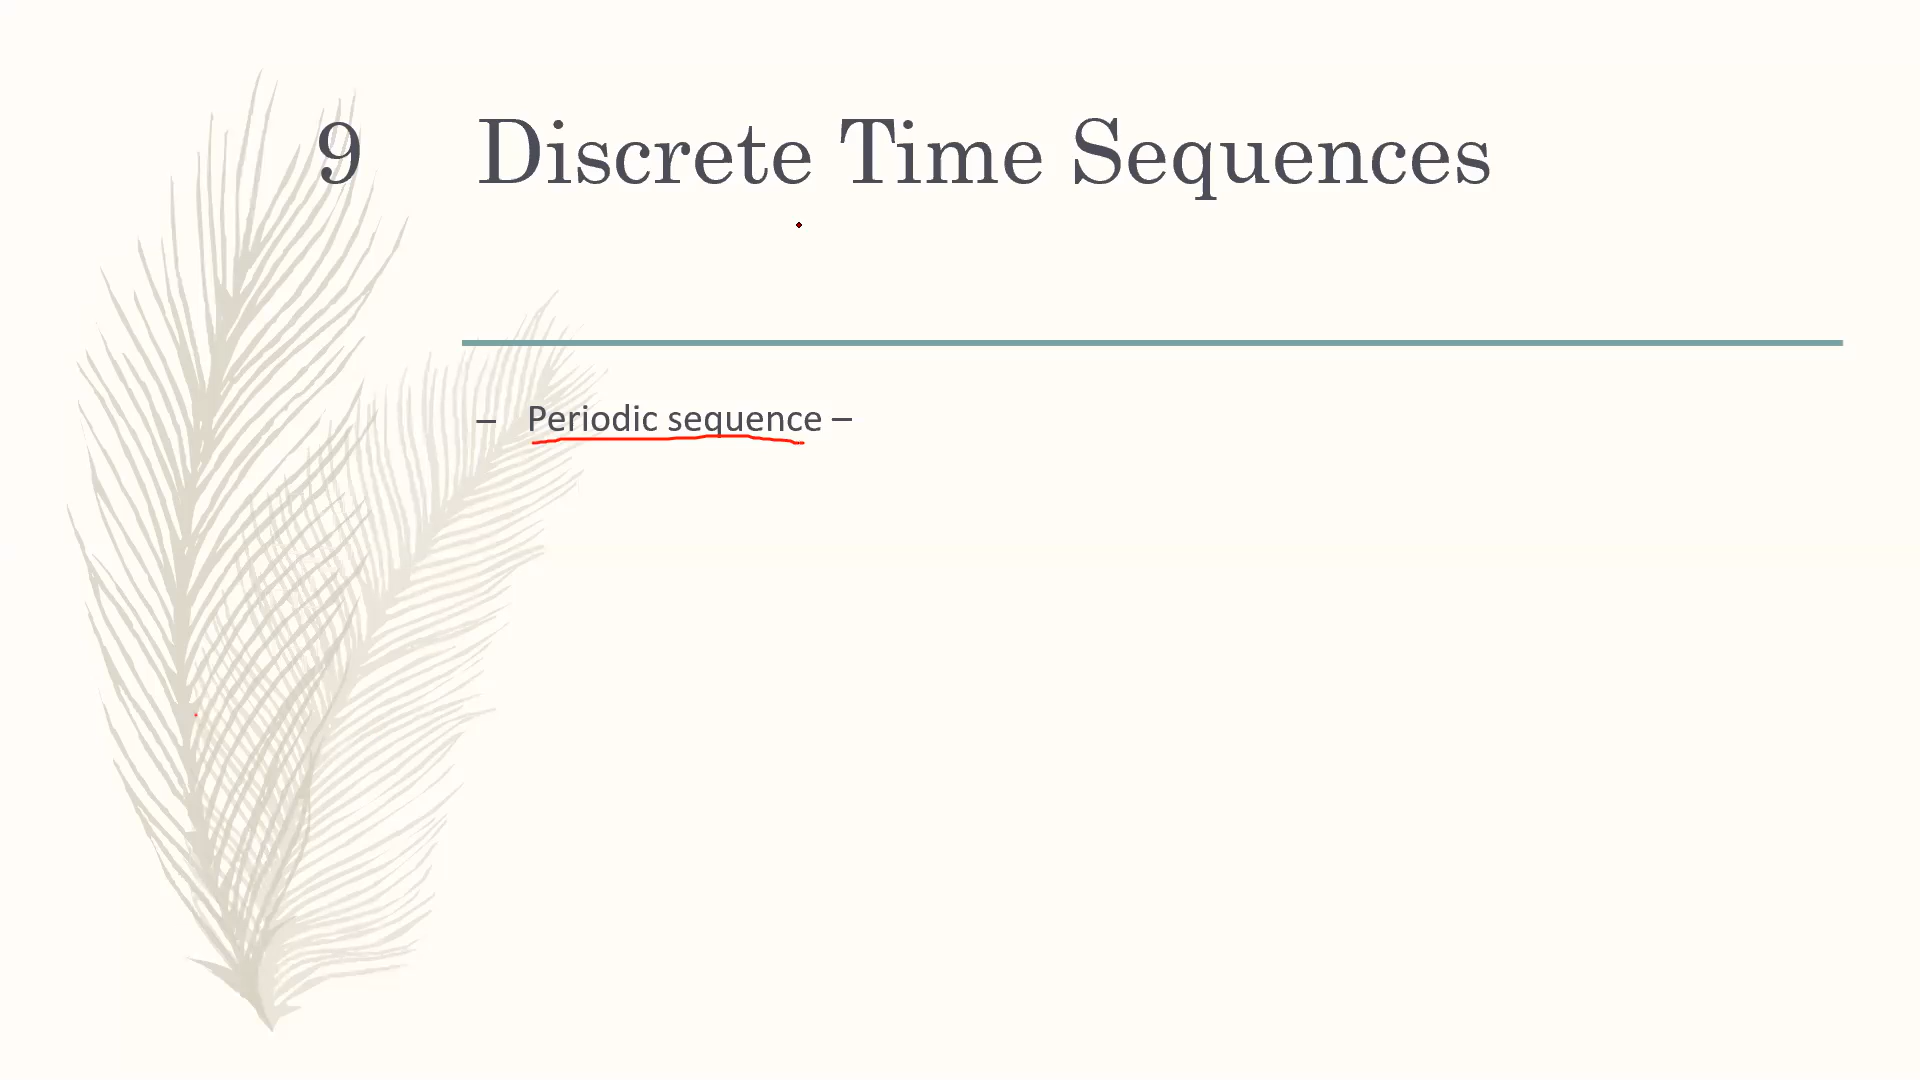 9 Discrete Time Sequences
– Periodic sequence –